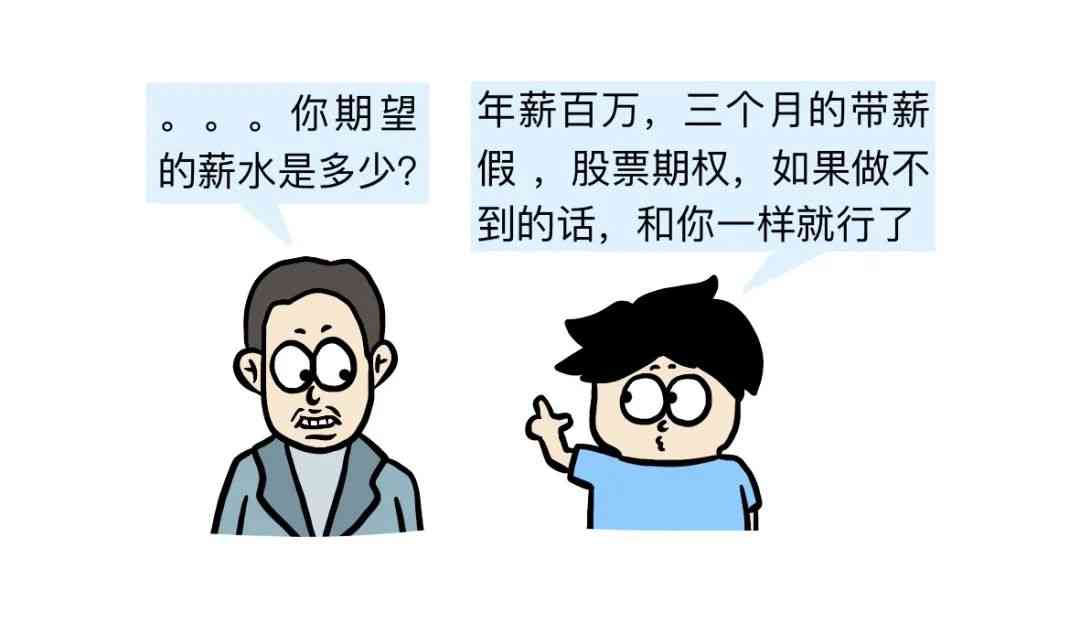 。。。你期望
的薪水是多少？
年薪百万，三个月的带薪
假 ，股票期权，如果做不
到的话，和你一样就行了